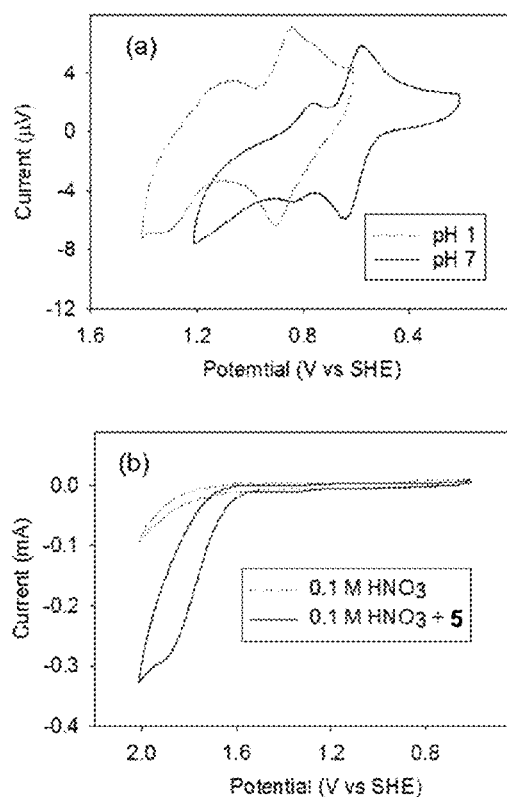 (a)
4
0
-4
-8
-12
Current (μV)
pH 1
pH 7
1.6 1.2 0.8 0.4
Potemtial (V vs SHE)
(b)
0.0
-0.1
-0.2
-0.3
-0.4
Current (mA)
0.1 M HNO3
0.1 M HNO3 + 5
2.0 1.6 1.2 0.8
Potential (V vs SHE)